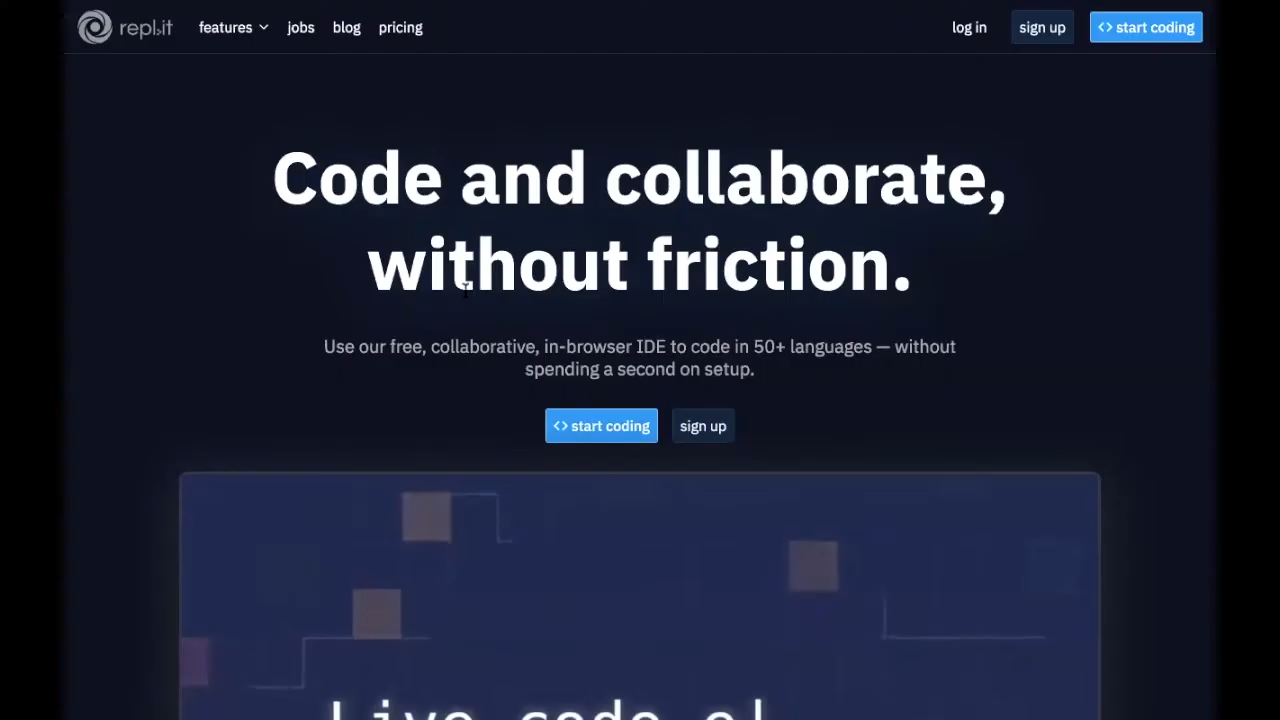 repl.it features jobs blog pricing log in sign up <> start coding
Code and collaborate,
without friction.
Use our free, collaborative, in-browser IDE to code in 50+ languages — without
spending a second on setup.
<> start coding sign up
Live code